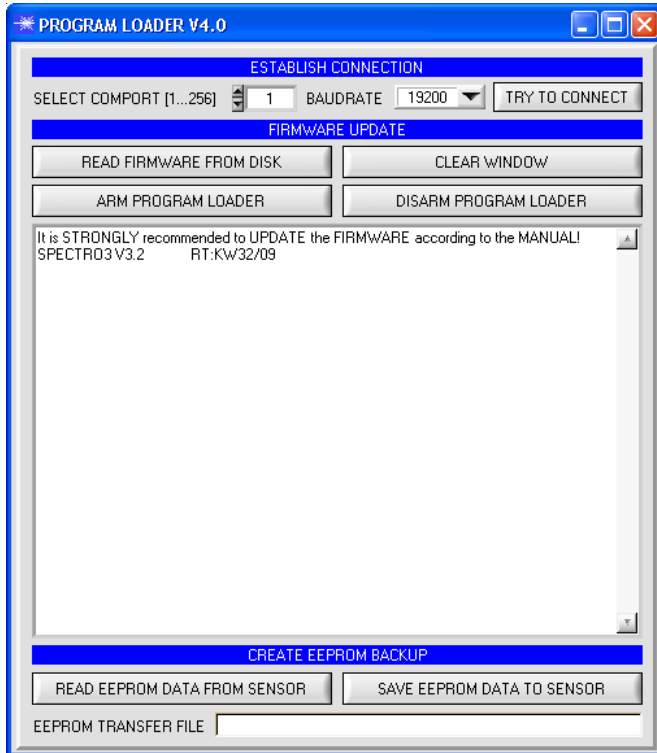 PROGRAM LOADER V4.0
ESTABLISH CONNECTION
SELECT COMPORT [1...256] 1 BAUDRATE 19200 TRY TO CONNECT
FIRMWARE UPDATE
READ FIRMWARE FROM DISK CLEAR WINDOW
ARM PROGRAM LOADER DISARM PROGRAM LOADER
It is STRONGLY recommended to UPDATE the FIRMWARE according to the MANUAL!
SPECTRO3 V3.2 RT:KW32/09
CREATE EEPROM BACKUP
READ EEPROM DATA FROM SENSOR SAVE EEPROM DATA TO SENSOR
EEPROM TRANSFER FILE